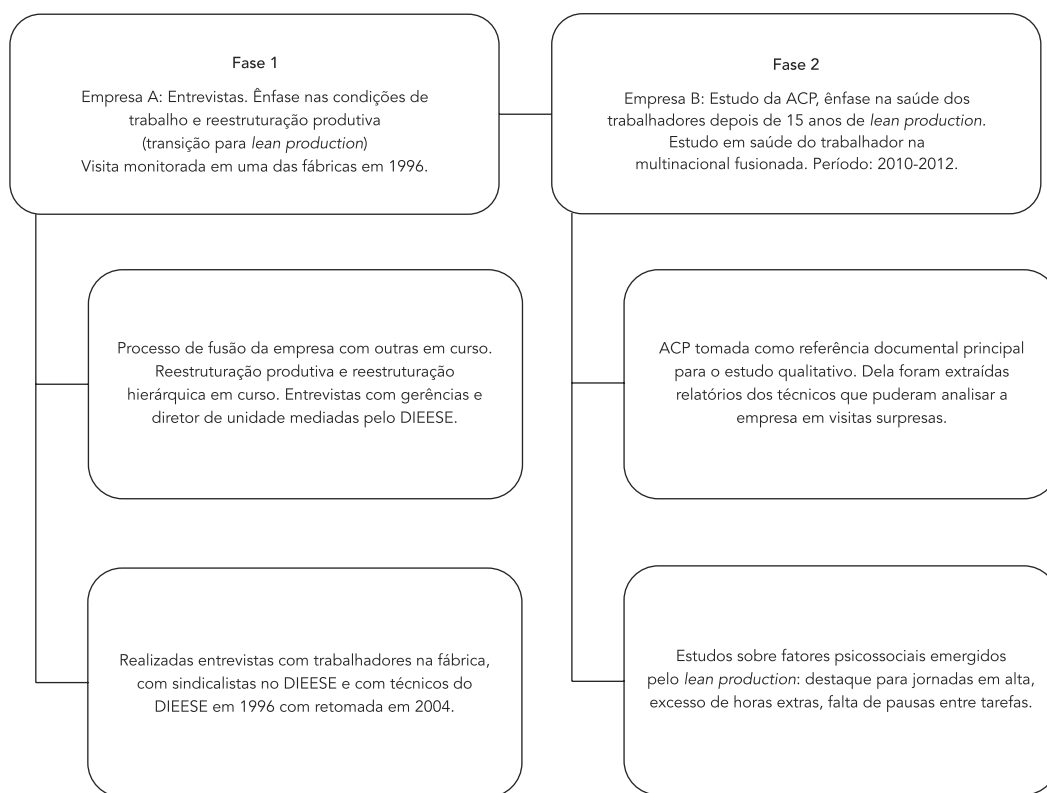 Fase 1
Empresa A: Entrevistas. Ênfase nas condições de
trabalho e reestruturação produtiva
(transição para lean production)
Visita monitorada em uma das fábricas em 1996.
Processo de fusão da empresa com outras em curso.
Reestruturação produtiva e reestruturação
hierárquica em curso. Entrevistas com gerências e
diretor de unidade mediadas pelo DIEESE.
Realizadas entrevistas com trabalhadores na fábrica,
com sindicalistas no DIEESE e com técnicos do
DIEESE em 1996 com retomada em 2004.
Fase 2
Empresa B: Estudo da ACP, ênfase na saúde dos
trabalhadores depois de 15 anos de lean production.
Estudo em saúde do trabalhador na
multinacional fusionada. Período: 2010-2012.
ACP tomada como referência documental principal
para o estudo qualitativo. Dela foram extraídas
relatórios dos técnicos que puderam analisar a
empresa em visitas surpresas.
Estudos sobre fatores psicossociais emergidos
pelo lean production: destaque para jornadas em alta,
excesso de horas extras, falta de pausas entre tarefas.